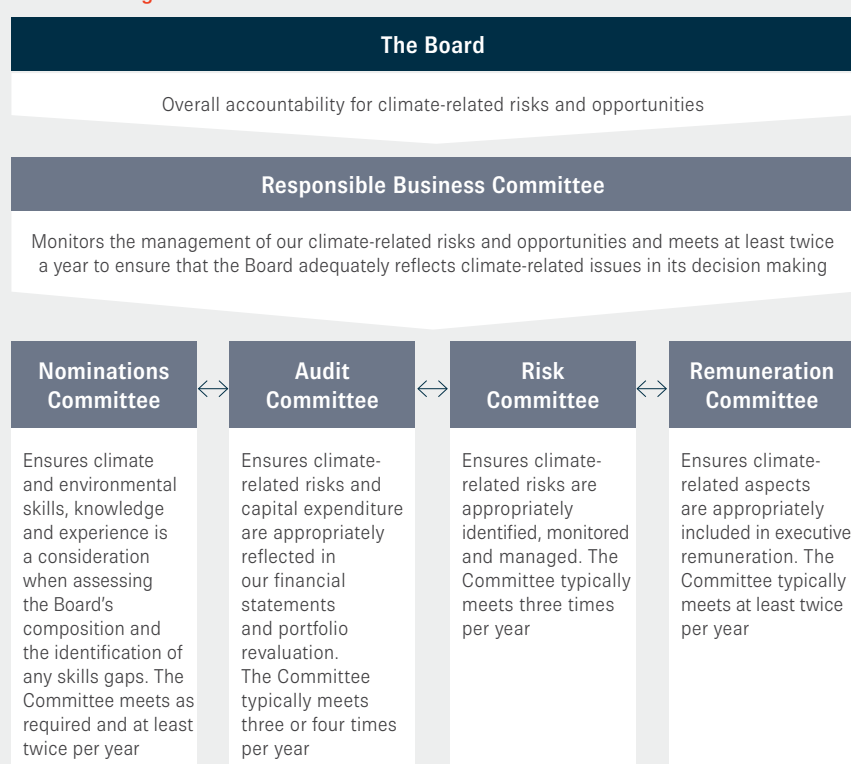 The Board
Overall accountability for climate-related risks and opportunities
Responsible Business Committee
Monitors the management of our climate-related risks and opportunities and meets at least twice
a year to ensure that the Board adequately reflects climate-related issues in its decision making
Nominations
Committee
Ensures climate
and environmental
skills, knowledge
and experience is
a consideration
when assessing
the Board’s
composition and
the identification of
any skills gaps. The
Committee meets as
required and at least
twice per year
Audit
Committee
Ensures climate-
related risks and
capital expenditure
are appropriately
reflected in
our financial
statements
and portfolio
revaluation.
The Committee
typically meets
three or four times
per year
Risk
Committee
Ensures climate-
related risks are
appropriately
identified, monitored
and managed. The
Committee typically
meets three times
per year
Remuneration
Committee
Ensures climate-
related aspects
are appropriately
included in executive
remuneration. The
Committee typically
meets at least twice
per year